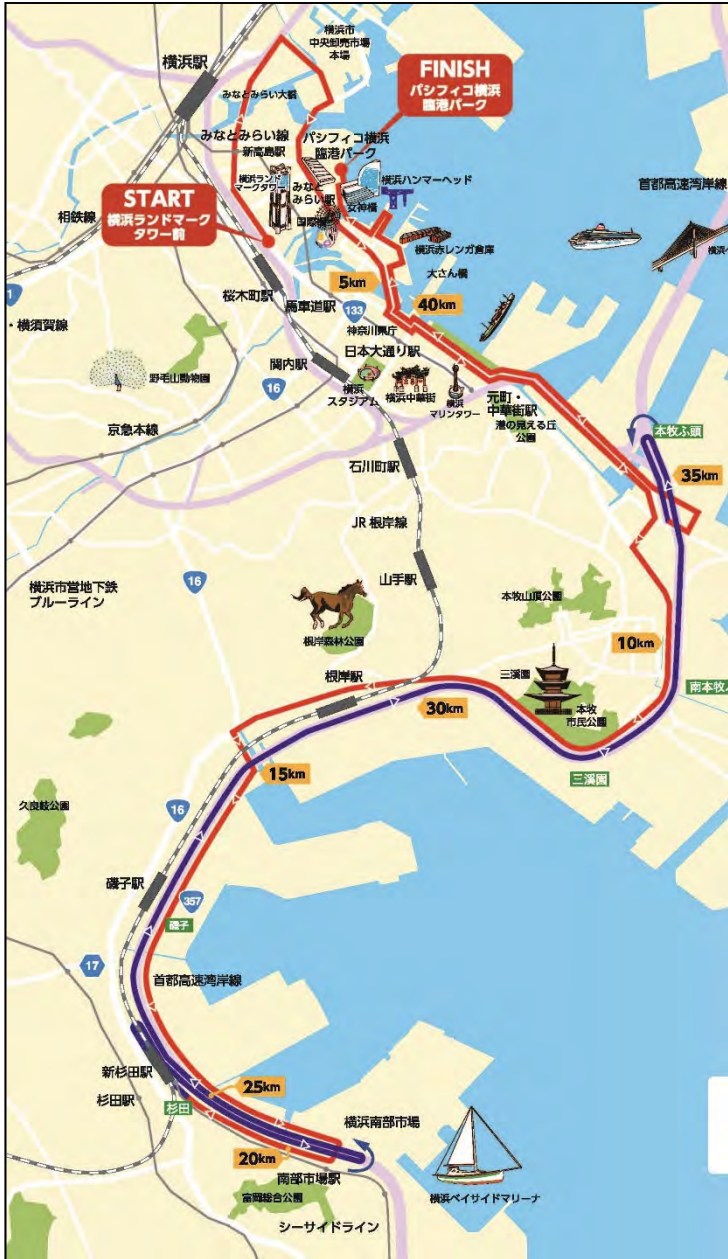 横浜市
中央卸売市場
本場
横浜駅
FINISH
パシフィコ横浜
臨港パーク
みなとみらい大橋
みなとみらい線
新高島駅
パシフィコ横浜
臨港パーク
横浜ランド
マークタワー
みなと
みらい駅
横浜ハンマーヘッド
首都高速湾岸線
START
横浜ランドマーク
タワー前
女神橋
国際橋
相鉄線
横浜赤レンガ倉庫
大さん橋
5km
40km
桜木町駅
馬車道駅
133
神奈川県庁
1
・横須賀線
日本大通り駅
関内駅
野毛山動物園
16
横浜
スタジアム
横浜中華街
横浜
マリンタワー
元町・
中華街駅
港の見える丘
公園
本牧ふ頭
京急本線
石川町駅
35km
JR 根岸線
16
山手駅
横浜市営地下鉄
ブルーライン
本牧山頂公園
根岸森林公園
10km
三溪園
根岸駅
南本牧
30km
本牧
市民公園
三溪園
15km
16
久良岐公園
磯子駅
357
磯子
17
首都高速湾岸線
新杉田駅
杉田駅
25km
杉田
横浜南部市場
20km
南部市場駅
富岡総合公園
横浜ベイサイドマリーナ
シーサイドライン